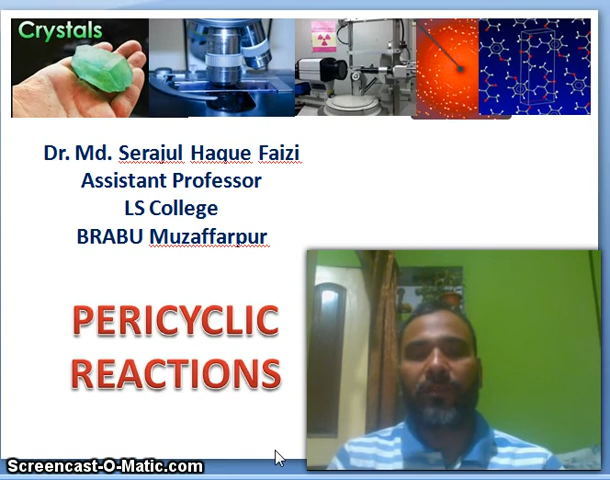 Crystals
Dr. Md. Serajul Haque Faizi
Assistant Professor
LS College
BRABU Muzaffarpur
PERICYCLIC
REACTIONS
Screencast-O-Matic.com